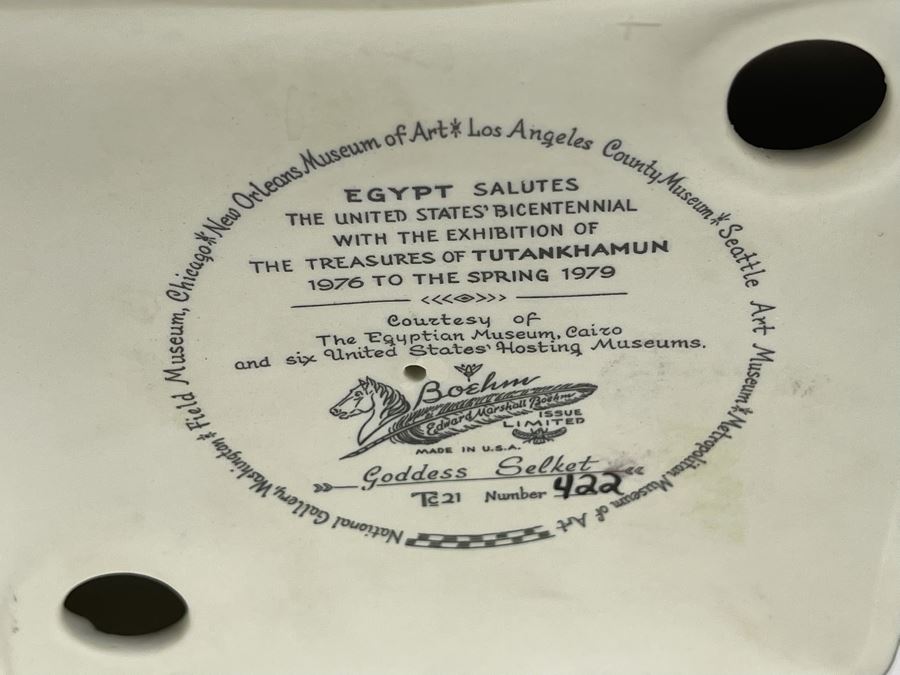 National Gallery, Washington * Field Museum, Chicago * New Orleans Museum of Art * Los Angeles County Museum * Seattle Art Museum * Metropolitan Museum of Art
EGYPT SALUTES
THE UNITED STATES' BICENTENNIAL
WITH THE EXHIBITION OF
THE TREASURES OF TUTANKHAMUN
1976 TO THE SPRING 1979
Courtesy of
The Egyptian Museum, Cairo
and six United States' Hosting Museums.
Boehm
Edward Marshall Boehm
ISSUE
LIMITED
MADE IN U.S.A.
Goddess Selket
Tc21 Number 422